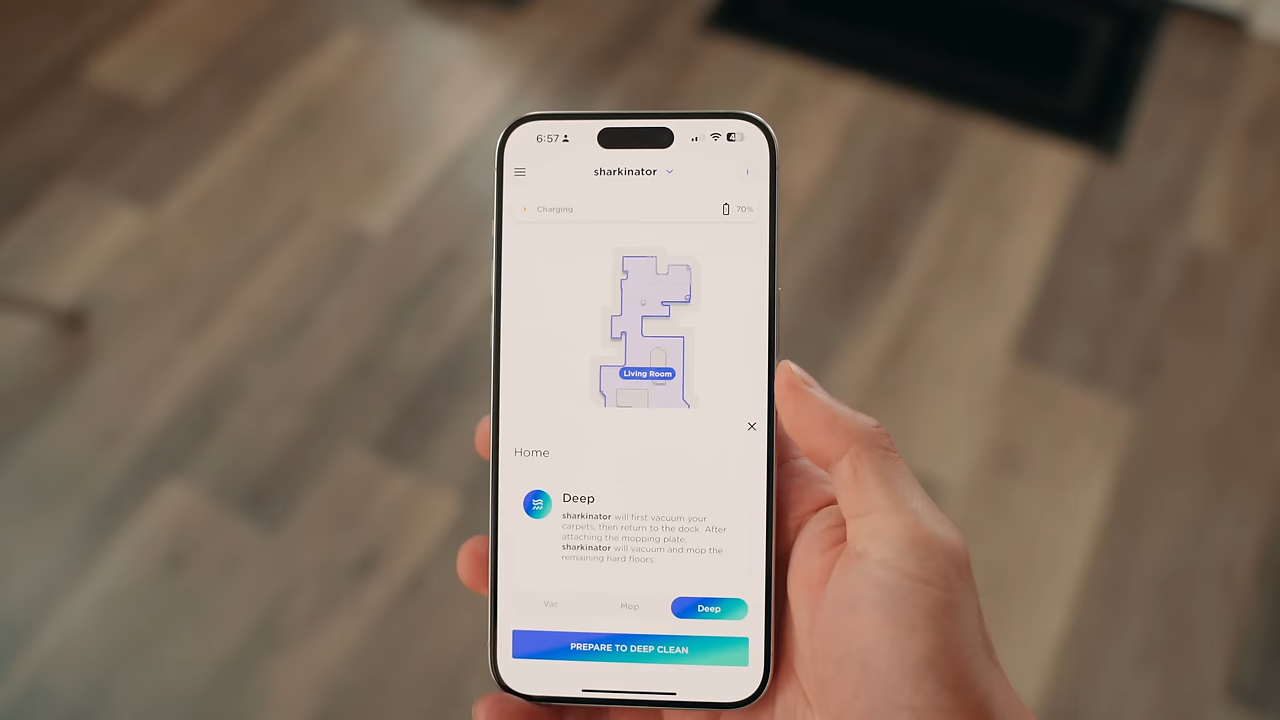 6:57
sharkinator
Charging
70%
Living Room
Home
Deep
sharkinator will first vacuum your
carpets, then return to the dock. After
attaching the mopping plate,
sharkinator will vacuum and mop the
remaining hard floors.
Vac
Mop
Deep
PREPARE TO DEEP CLEAN